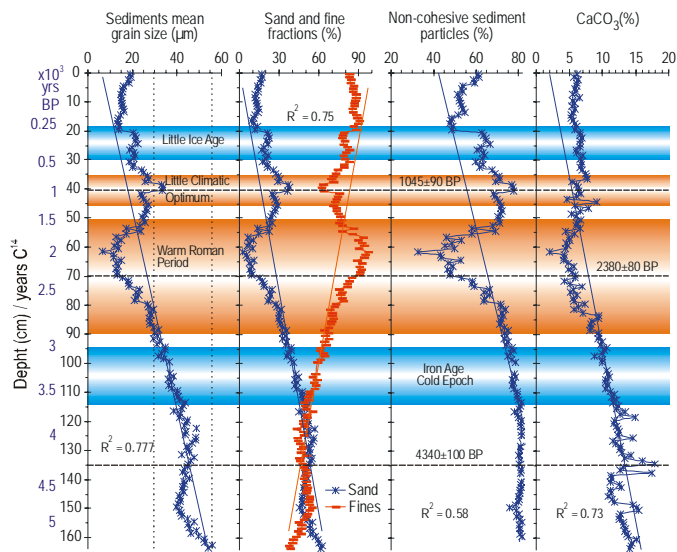 Sediments mean
grain size (µm)
Sand and fine
fractions (%)
Non-cohesive sediment
particles (%)
CaCO3(%)
0 20 40 60
0 30 60 90
20 40 60 80
0 5 10 15 20
x10³
yrs
BP
0.25
0.5
1
1.5
2
2.5
3
3.5
4
4.5
5
Depht (cm) / years C¹⁴
0
10
20
30
40
50
60
70
80
90
100
110
120
130
140
150
160
R² = 0.75
Little Ice Age
Little Climatic
Optimum
1045±90 BP
Warm Roman
Period
2380±80 BP
Iron Age
Cold Epoch
R² = 0.777
4340±100 BP
Sand
Fines
R² = 0.58
R² = 0.73